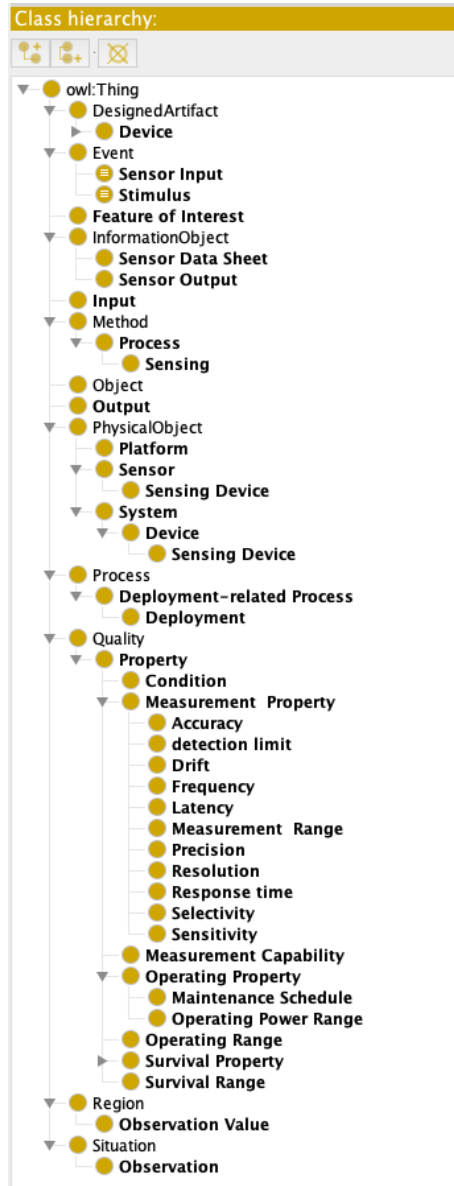 Class hierarchy:
owl:Thing
DesignedArtifact
Device
Event
Sensor Input
Stimulus
Feature of Interest
InformationObject
Sensor Data Sheet
Sensor Output
Input
Method
Process
Sensing
Object
Output
PhysicalObject
Platform
Sensor
Sensing Device
System
Device
Sensing Device
Process
Deployment-related Process
Deployment
Quality
Property
Condition
Measurement Property
Accuracy
detection limit
Drift
Frequency
Latency
Measurement Range
Precision
Resolution
Response time
Selectivity
Sensitivity
Measurement Capability
Operating Property
Maintenance Schedule
Operating Power Range
Operating Range
Survival Property
Survival Range
Region
Observation Value
Situation
Observation